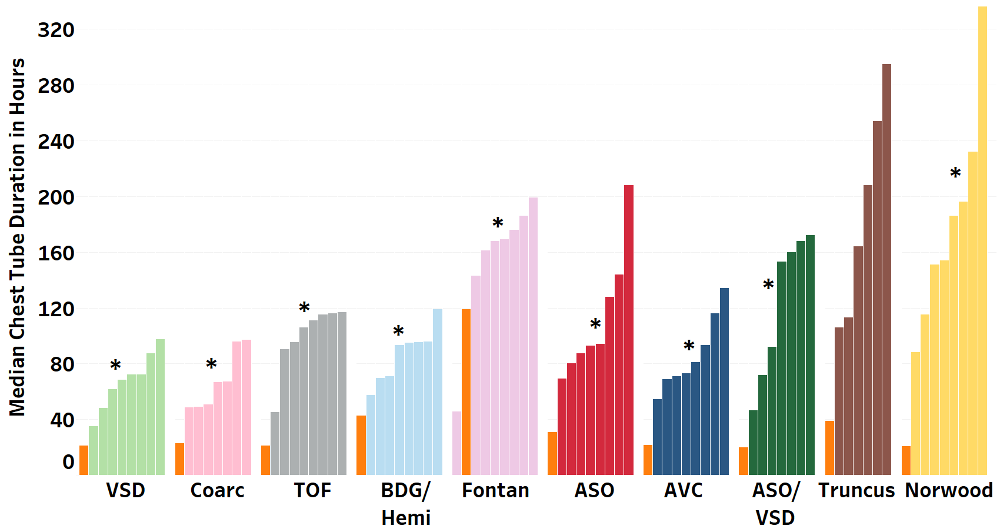 Median Chest Tube Duration in Hours
320
280
240
200
160
120
80
40
0
*
*
*
*
*
*
*
*
*
VSD
Coarc
TOF
BDG/
Hemi
Fontan
ASO
AVC
ASO/
VSD
Truncus
Norwood